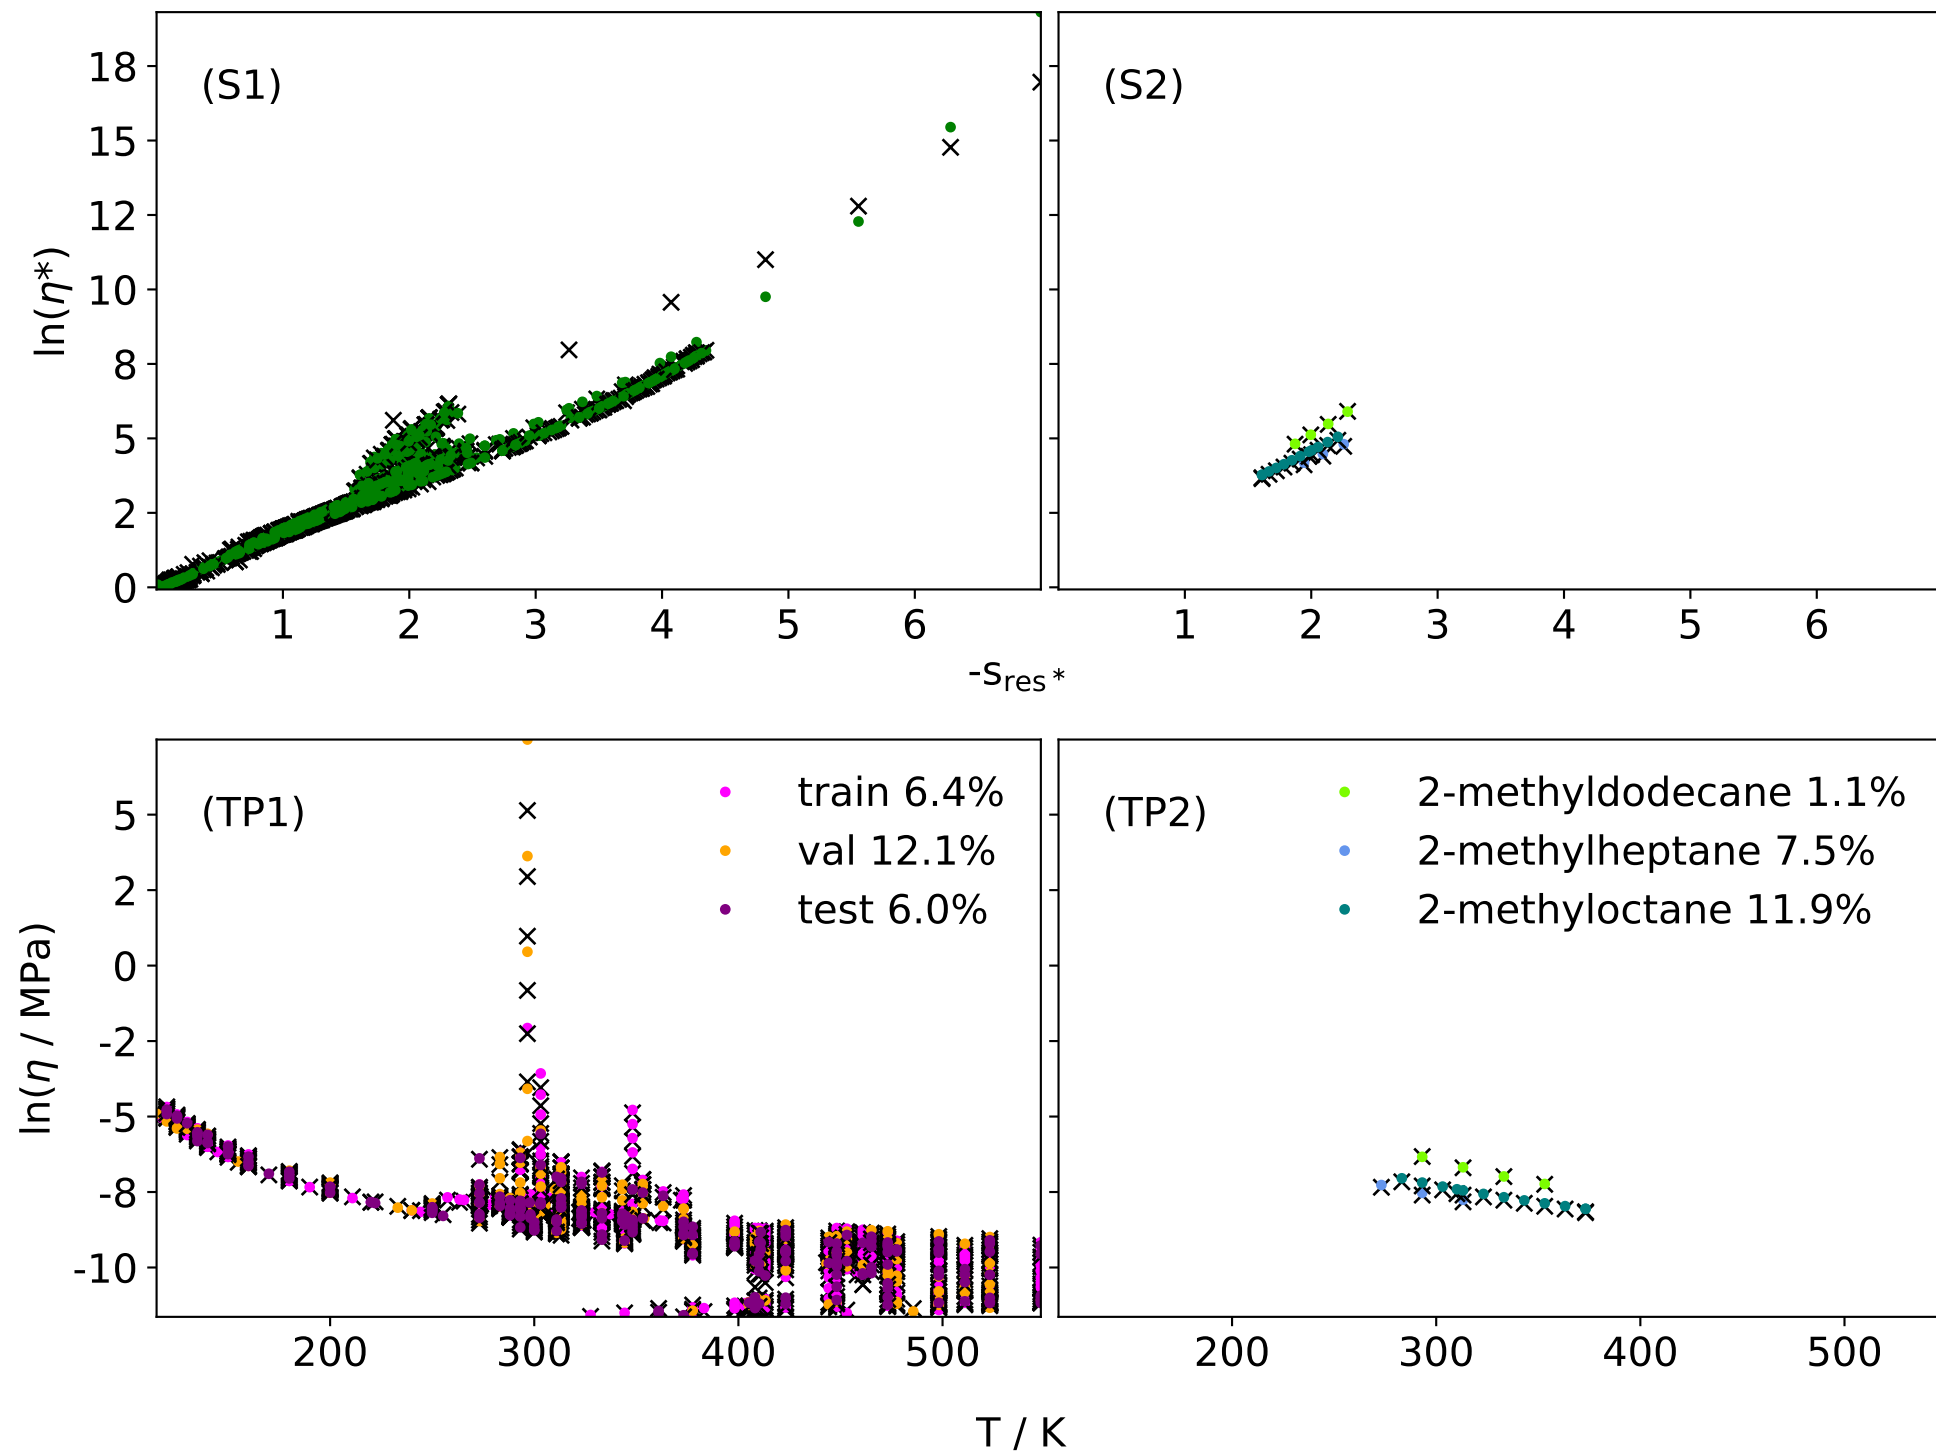 (S1)
(S2)
18
15
12
10
8
5
2
0
ln(η*)
1 2 3 4 5 6
1 2 3 4 5 6
-s_res*
(TP1)
train 6.4%
val 12.1%
test 6.0%
(TP2)
2-methyldodecane 1.1%
2-methylheptane 7.5%
2-methyloctane 11.9%
5
2
0
-2
-5
-8
-10
ln(η / MPa)
200 300 400 500
200 300 400 500
T / K